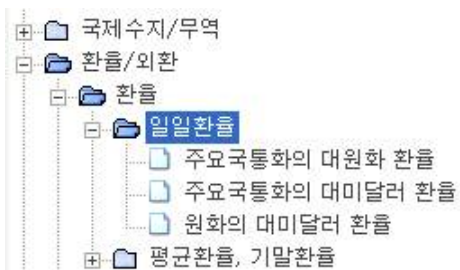 국제수지/무역
환율/외환
환율
일일환율
주요국통화의 대원화 환율
주요국통화의 대미달러 환율
원화의 대미달러 환율
평균환율, 기말환율